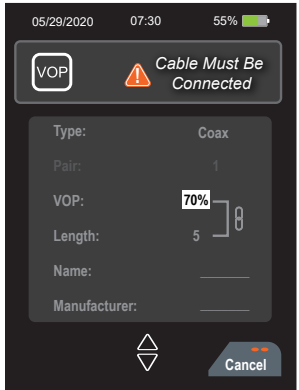 05/29/2020 07:30 55%
VOP Cable Must Be
Connected
Type: Coax
Pair: 1
VOP: 70%
Length: 5
Name:
Manufacturer:
Cancel